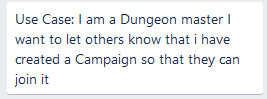 Use Case: I am a Dungeon master I
want to let others know that i have
created a Campaign so that they can
join it